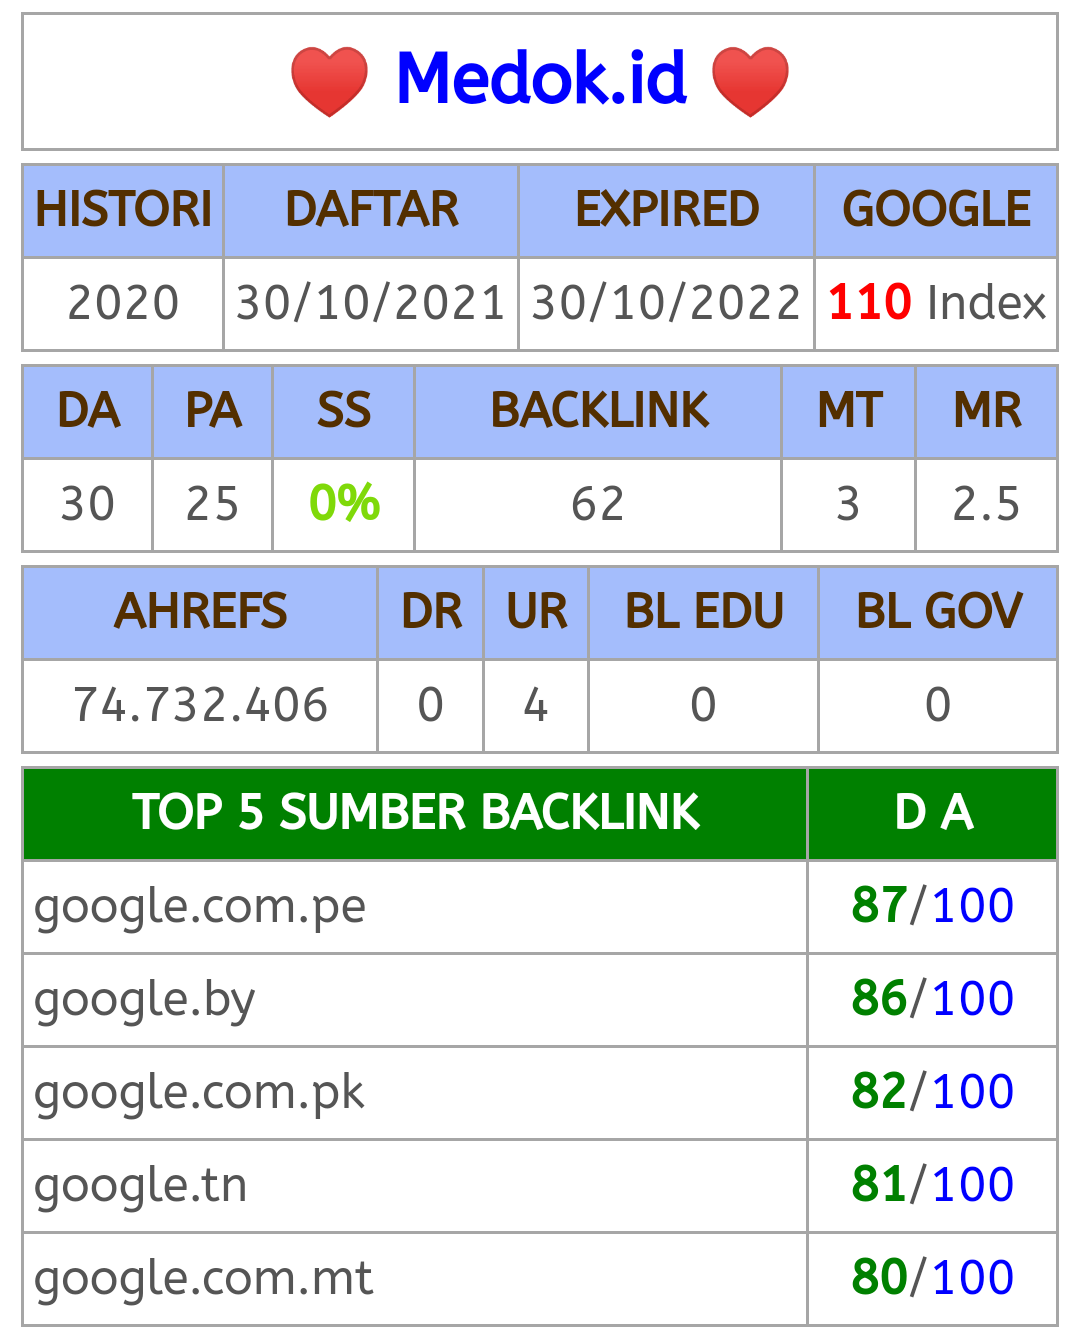 Medok.id
HISTORI DAFTAR EXPIRED GOOGLE
2020 30/10/2021 30/10/2022 110 Index
DA PA SS BACKLINK MT MR
30 25 0% 62 3 2.5
AHREFS DR UR BL EDU BL GOV
74.732.406 0 4 0 0
TOP 5 SUMBER BACKLINK D A
google.com.pe 87/100
google.by 86/100
google.com.pk 82/100
google.tn 81/100
google.com.mt 80/100